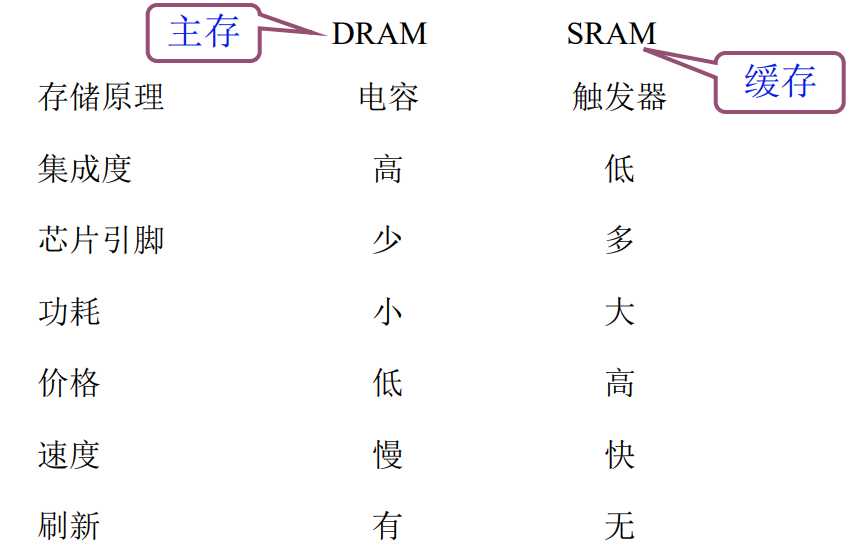 主存 DRAM SRAM
缓存
存储原理 电容 触发器
集成度 高 低
芯片引脚 少 多
功耗 小 大
价格 低 高
速度 慢 快
刷新 有 无